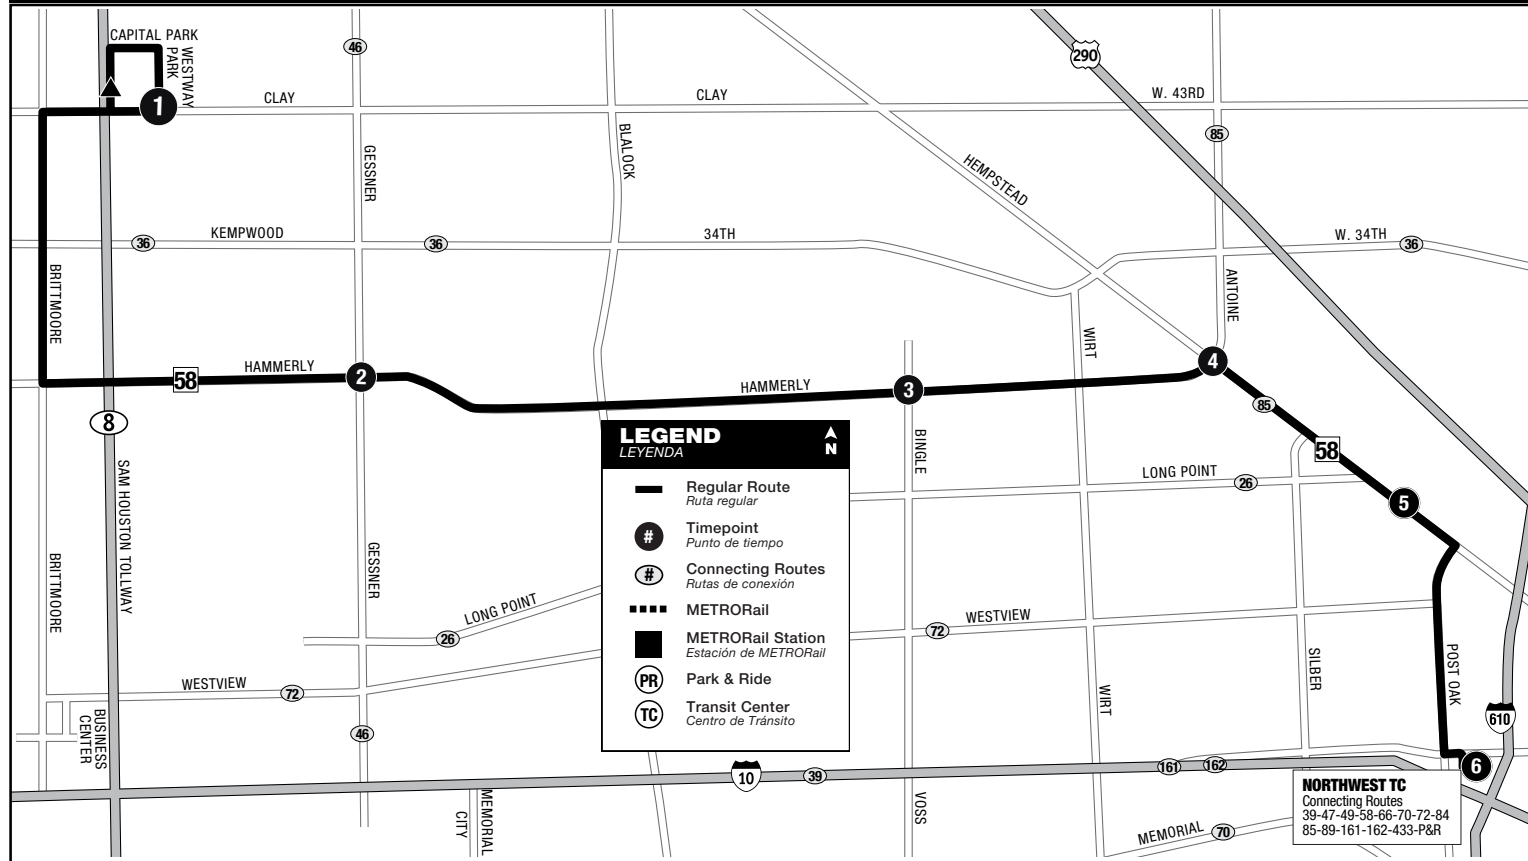 CAPITAL PARK
WESTWAY
PARK
46
290
1
CLAY
CLAY
W. 43RD
85
BLALOCK
GESSNER
HEMPSTEAD
36
KEMPWOOD
36
34TH
W. 34TH
36
BRITTMOORE
ANTOINE
WIRT
58
HAMMERLY
2
HAMMERLY
3
4
85
8
58
BINGLE
LONG POINT
26
5
SAM HOUSTON TOLLWAY
LEGEND
LEYENDA
N
Regular Route
Ruta regular
#
Timepoint
Punto de tiempo
#
Connecting Routes
Rutas de conexión
METRORail
METRORail Station
Estación de METRORail
PR
Park & Ride
TC
Transit Center
Centro de Tránsito
BRITTMOORE
GESSNER
LONG POINT
26
WESTVIEW
72
WESTVIEW
72
SILBER
POST OAK
WIRT
BUSINESS
CENTER
46
610
10
39
161
162
6
MEMORIAL
CITY
VOSS
MEMORIAL
70
NORTHWEST TC
Connecting Routes
39-47-49-58-66-70-72-84
85-89-161-162-433-P&R